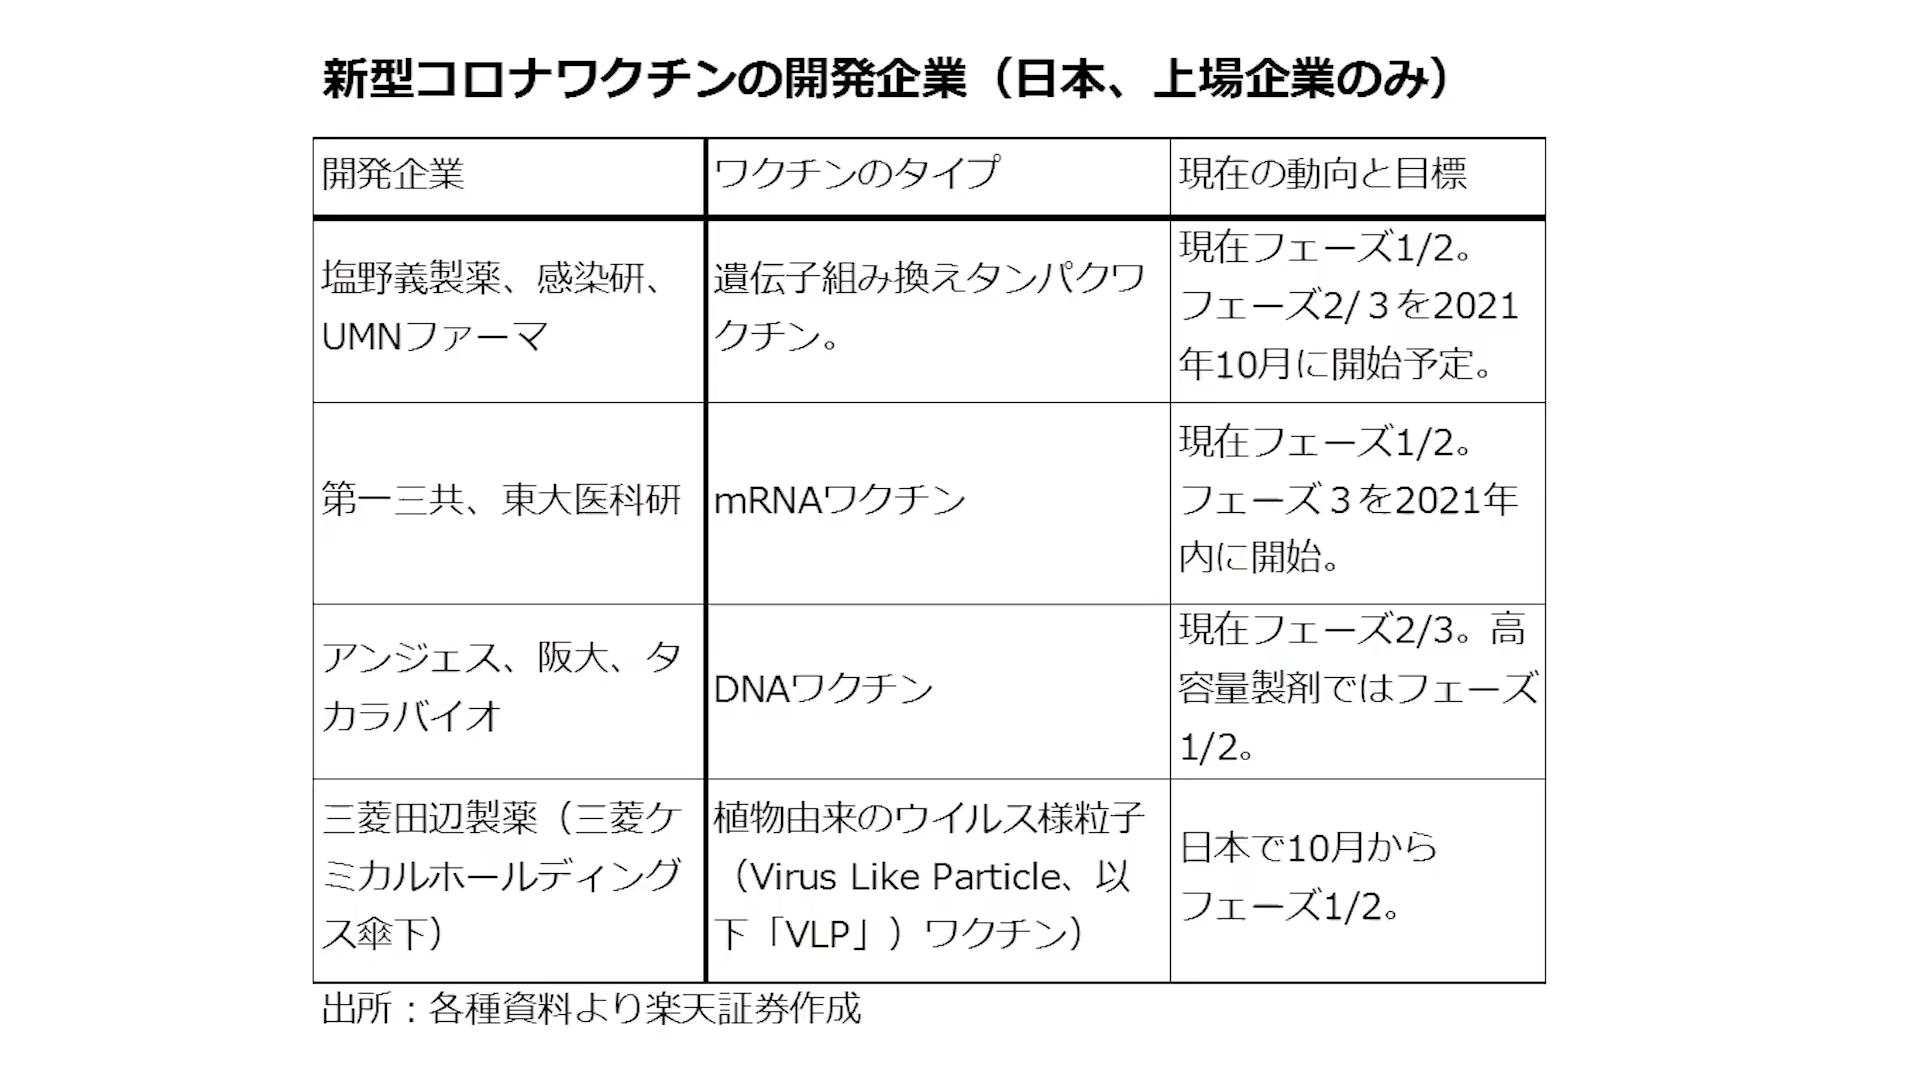 新型コロナワクチンの開発企業（日本、上場企業のみ）
開発企業
ワクチンのタイプ
現在の動向と目標
塩野義製薬、感染研、
UMNファーマ
遺伝子組み換えタンパクワ
クチン。
現在フェーズ1/2。
フェーズ2/３を2021
年10月に開始予定。
第一三共、東大医科研
mRNAワクチン
現在フェーズ1/2。
フェーズ３を2021年
内に開始。
アンジェス、阪大、タ
カラバイオ
DNAワクチン
現在フェーズ2/3。高
容量製剤ではフェーズ
1/2。
三菱田辺製薬（三菱ケ
ミカルホールディング
ス傘下）
植物由来のウイルス様粒子
（Virus Like Particle、以
下「VLP」）ワクチン）
日本で10月から
フェーズ1/2。
出所：各種資料より楽天証券作成